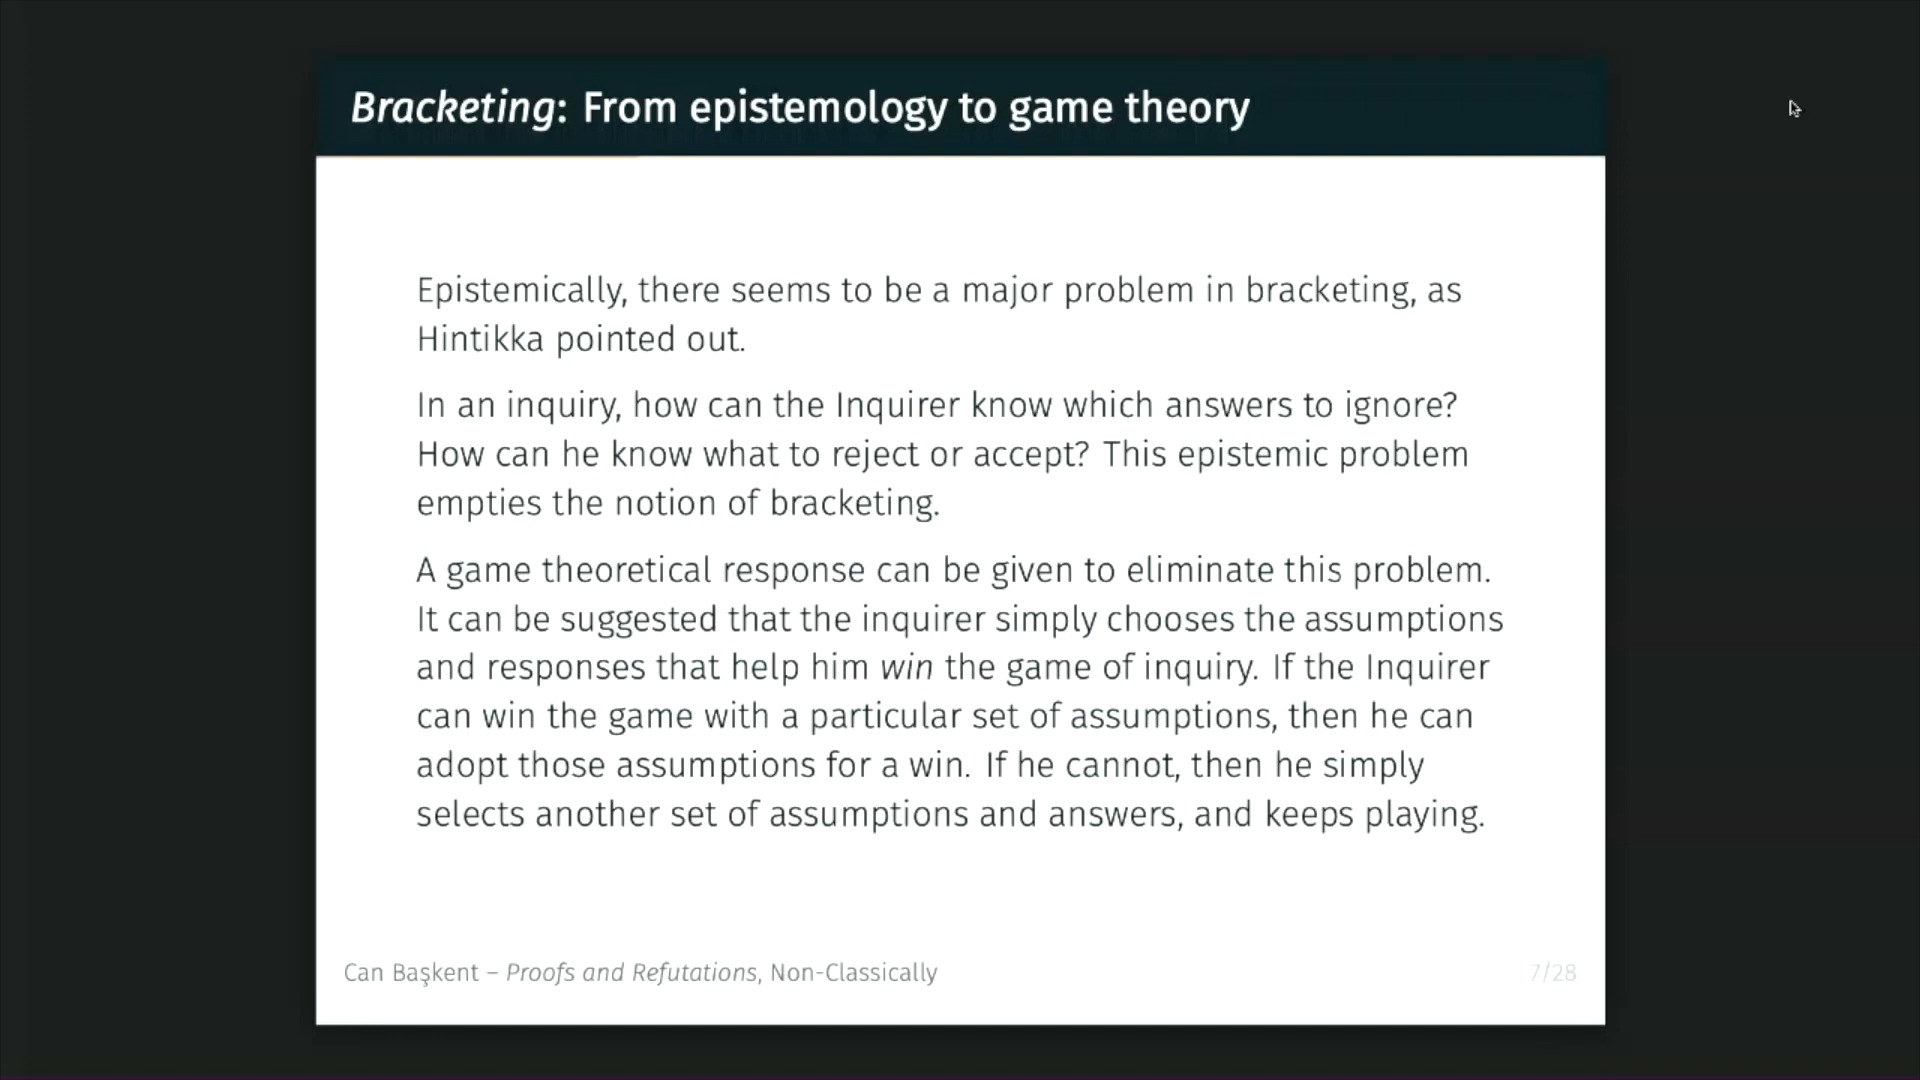 Bracketing: From epistemology to game theory
Epistemically, there seems to be a major problem in bracketing, as
Hintikka pointed out.
In an inquiry, how can the Inquirer know which answers to ignore?
How can he know what to reject or accept? This epistemic problem
empties the notion of bracketing.
A game theoretical response can be given to eliminate this problem.
It can be suggested that the inquirer simply chooses the assumptions
and responses that help him win the game of inquiry. If the Inquirer
can win the game with a particular set of assumptions, then he can
adopt those assumptions for a win. If he cannot, then he simply
selects another set of assumptions and answers, and keeps playing.
Can Başkent – Proofs and Refutations, Non-Classically
7/28